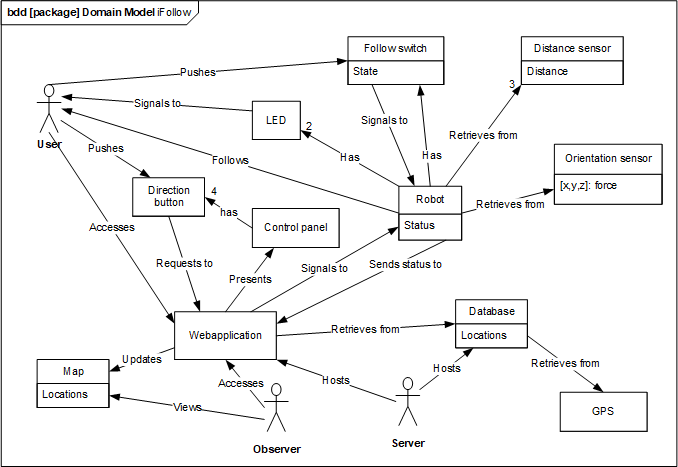 bdd [package] Domain Model iFollow
Follow switch
State
Distance sensor
Distance
Pushes
3
User
Signals to
LED
2
Signals to
Retrieves from
Has
Has
Pushes
Follows
Orientation sensor
[x,y,z]: force
Direction
button
4
has
Control panel
Robot
Status
Retrieves from
Accesses
Requests to
Presents
Signals to
Sends status to
Webapplication
Retrieves from
Database
Locations
Updates
Map
Locations
Accesses
Hosts
Hosts
Retrieves from
Views
GPS
Observer
Server